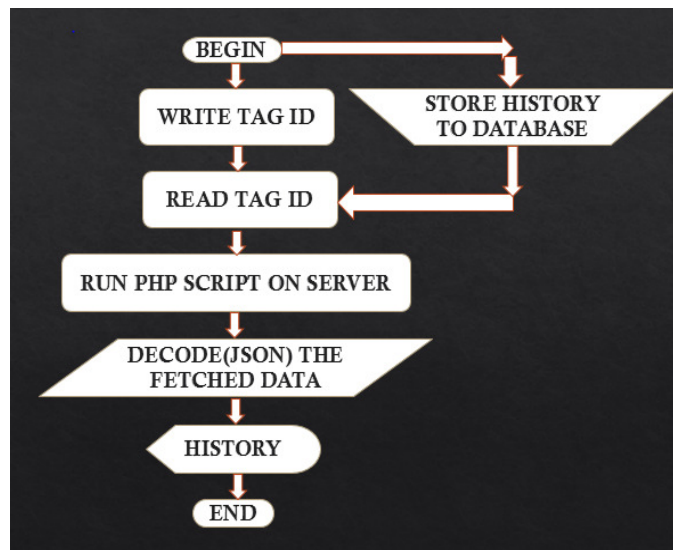 BEGIN
WRITE TAG ID
STORE HISTORY
TO DATABASE
READ TAG ID
RUN PHP SCRIPT ON SERVER
DECODE(JSON) THE
FETCHED DATA
HISTORY
END